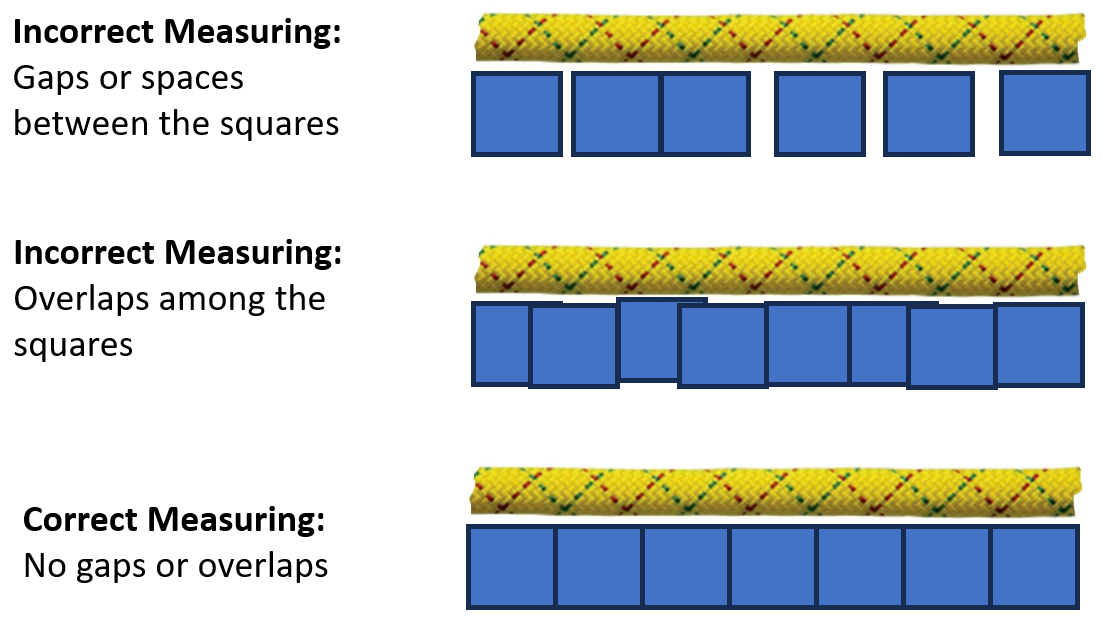 Incorrect Measuring:
Gaps or spaces
between the squares
Incorrect Measuring:
Overlaps among the
squares
Correct Measuring:
No gaps or overlaps